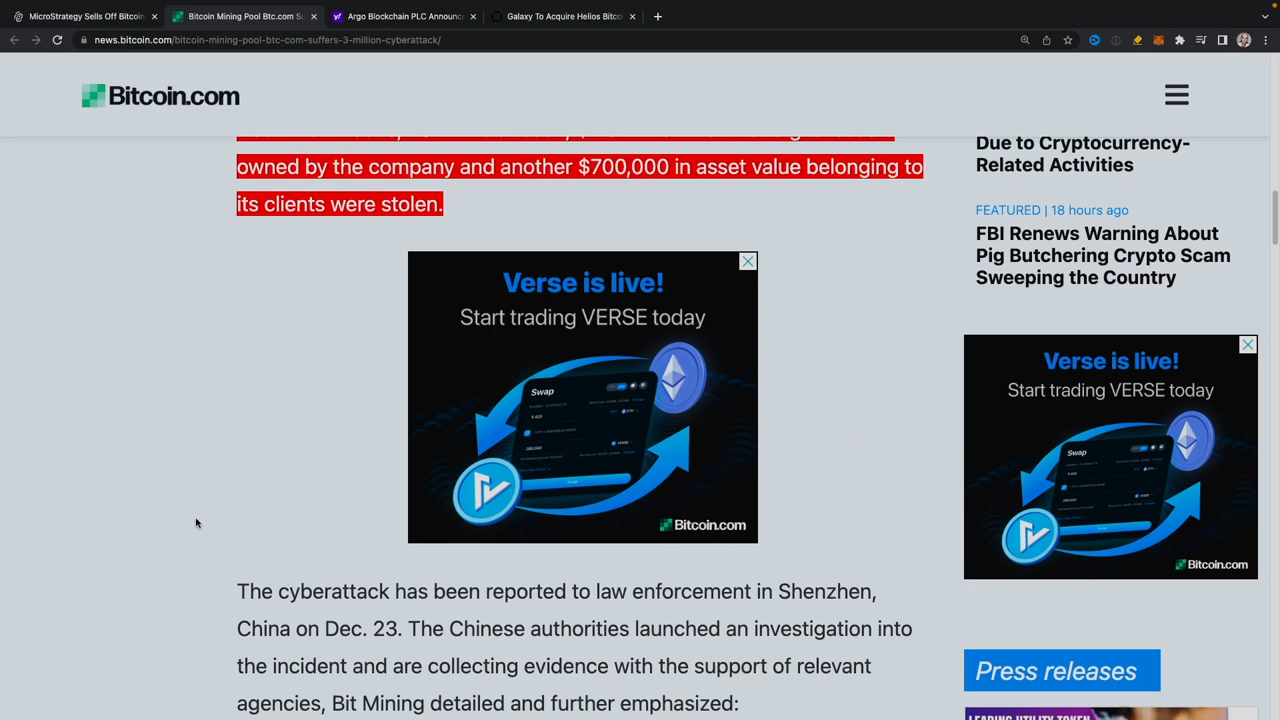 MicroStrategy Sells Off Bitcoin
Bitcoin Mining Pool Btc.com Su
Argo Blockchain PLC Announc
Galaxy To Acquire Helios Bitcoi
news.bitcoin.com/bitcoin-mining-pool-btc-com-suffers-3-million-cyberattack/
Bitcoin.com
owned by the company and another $700,000 in asset value belonging to
its clients were stolen.
Verse is live!
Start trading VERSE today
Swap
Bitcoin.com
The cyberattack has been reported to law enforcement in Shenzhen,
China on Dec. 23. The Chinese authorities launched an investigation into
the incident and are collecting evidence with the support of relevant
agencies, Bit Mining detailed and further emphasized:
Due to Cryptocurrency-
Related Activities
FEATURED | 18 hours ago
FBI Renews Warning About
Pig Butchering Crypto Scam
Sweeping the Country
Verse is live!
Start trading VERSE today
Swap
Bitcoin.com
Press releases
LEADING UTILITY TOKEN